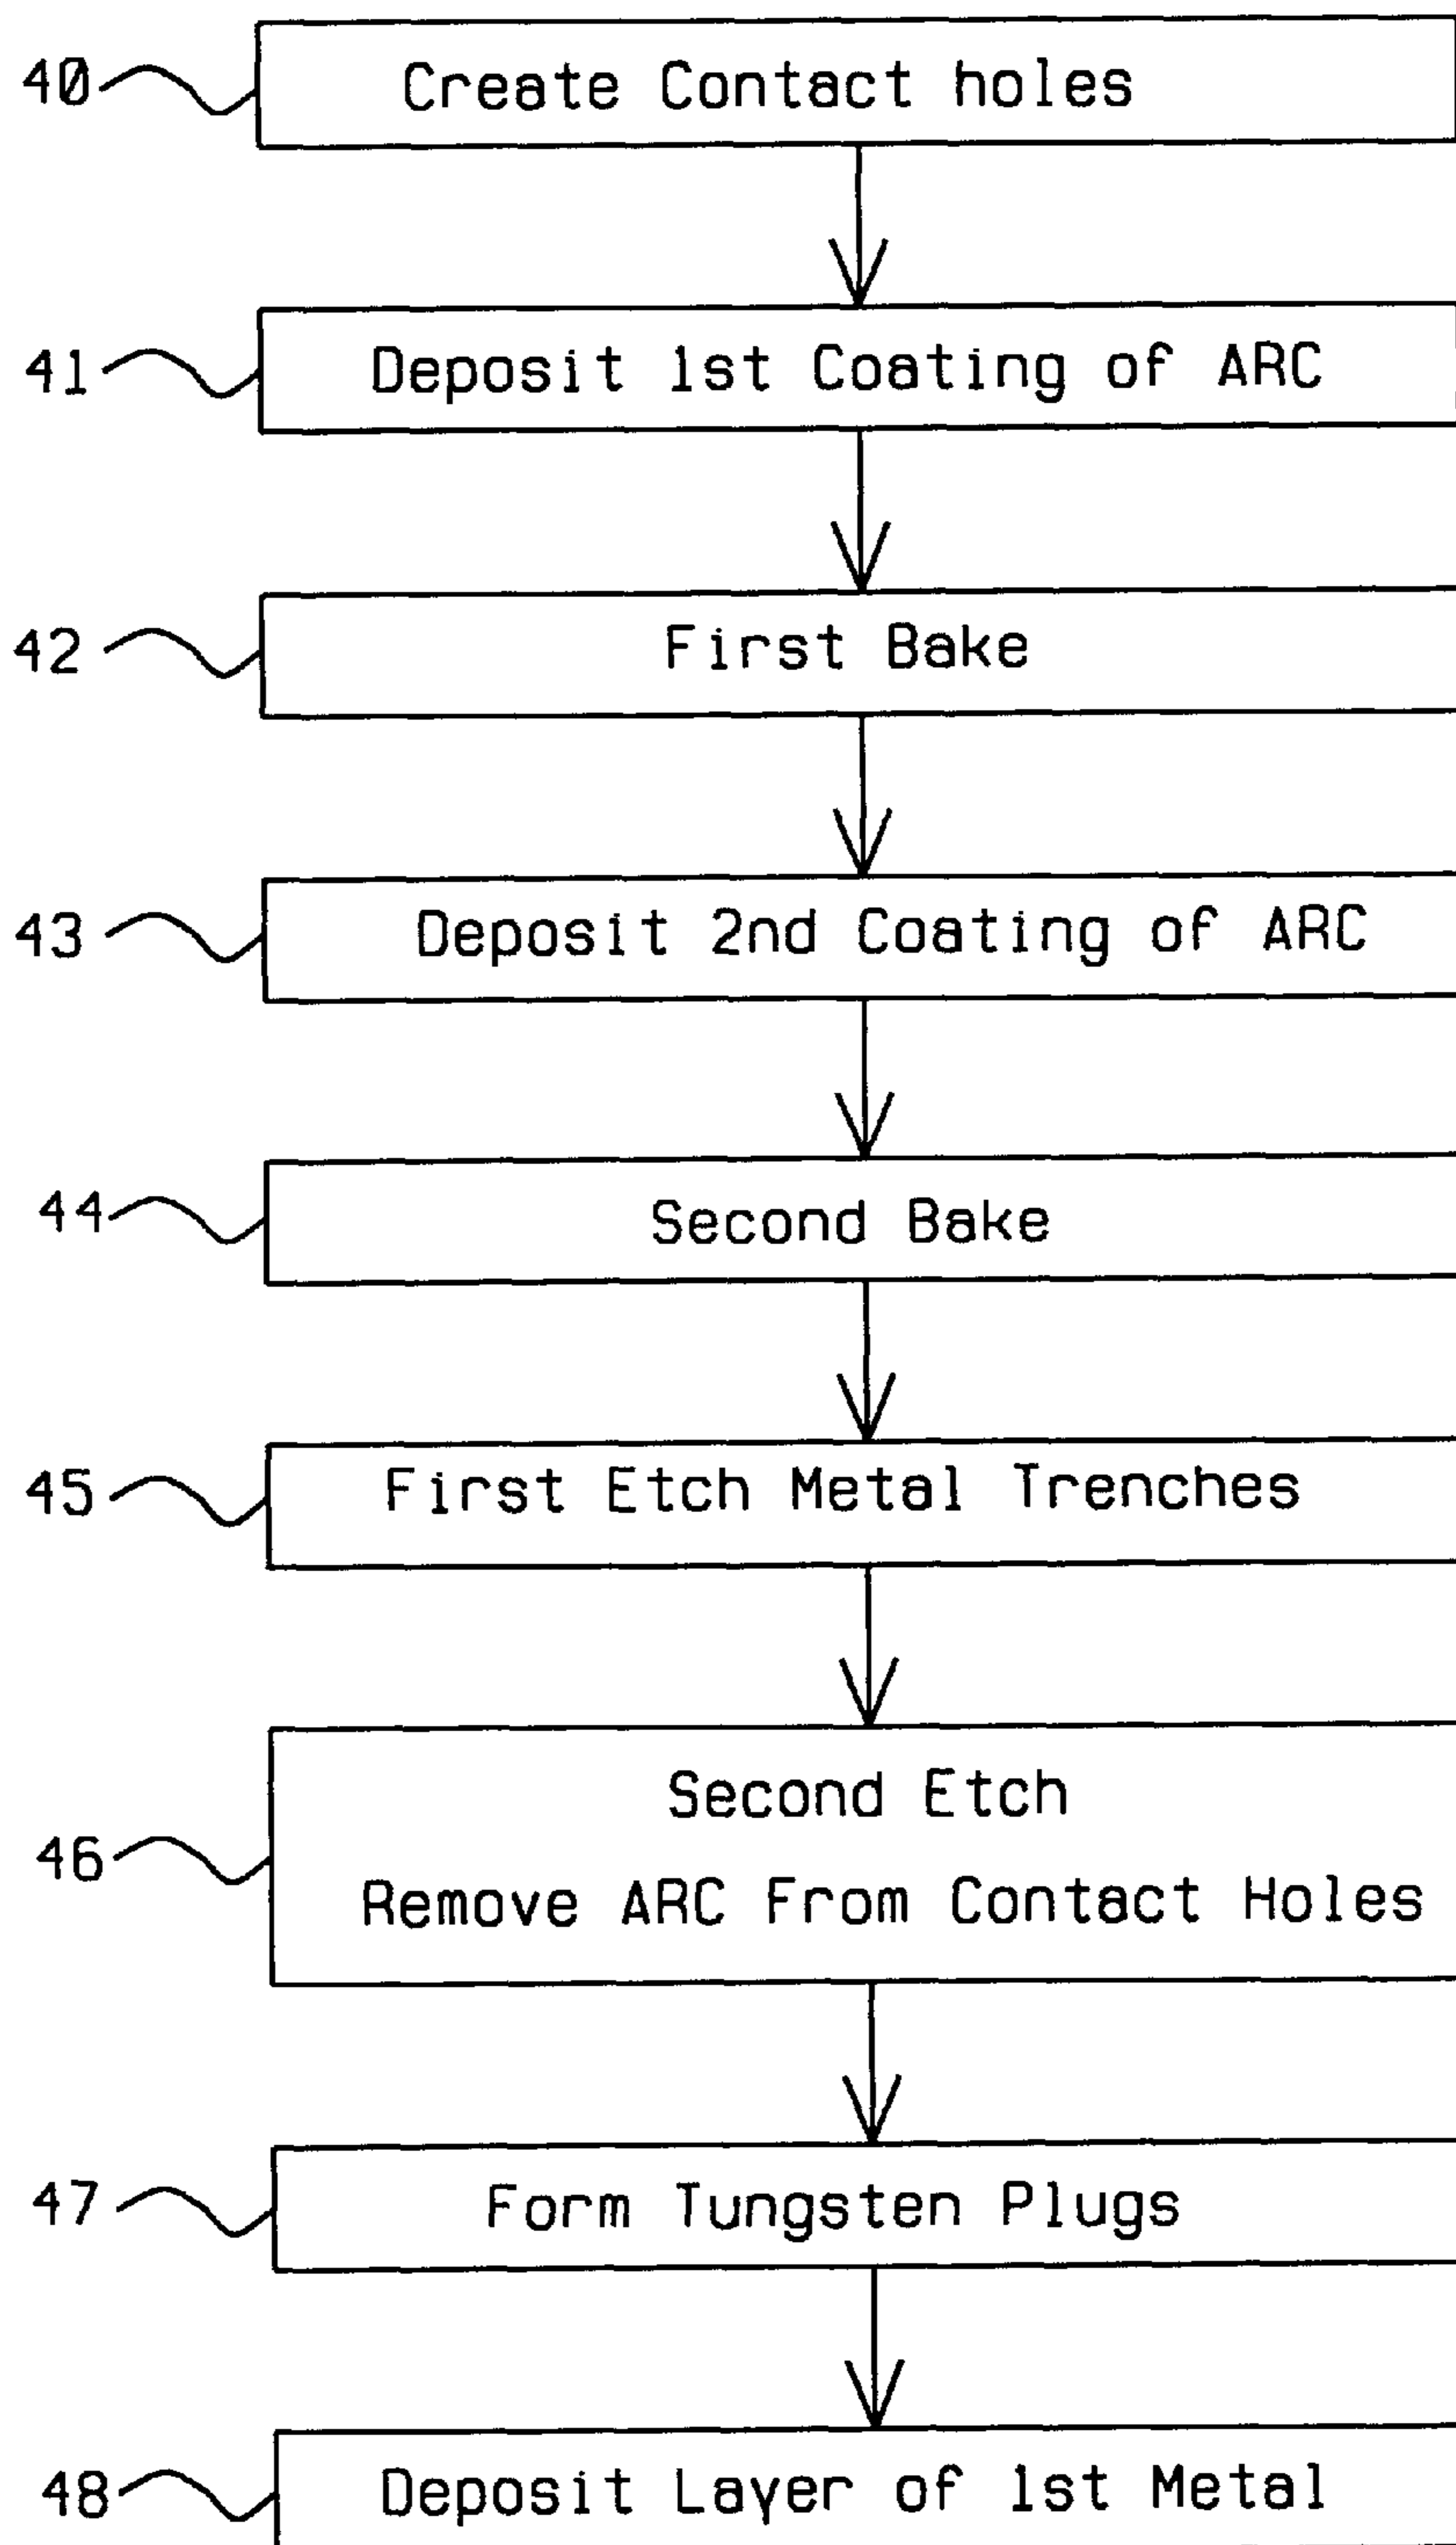 40 Create Contact holes
41 Deposit 1st Coating of ARC
42 First Bake
43 Deposit 2nd Coating of ARC
44 Second Bake
45 First Etch Metal Trenches
46 Second Etch
Remove ARC From Contact Holes
47 Form Tungsten Plugs
48 Deposit Layer of 1st Metal